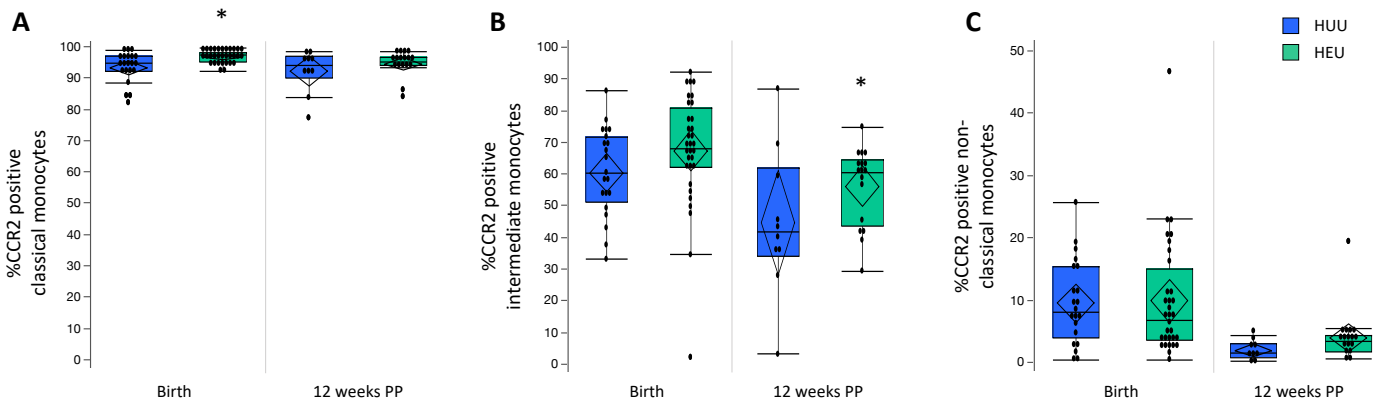 A
*
%CCR2 positive
classical monocytes
100
90
80
70
60
50
40
30
20
10
0
Birth
12 weeks PP
B
*
%CCR2 positive
intermediate monocytes
100
90
80
70
60
50
40
30
20
10
0
Birth
12 weeks PP
C
%CCR2 positive non-
classical monocytes
50
40
30
20
10
0
Birth
12 weeks PP
HUU
HEU